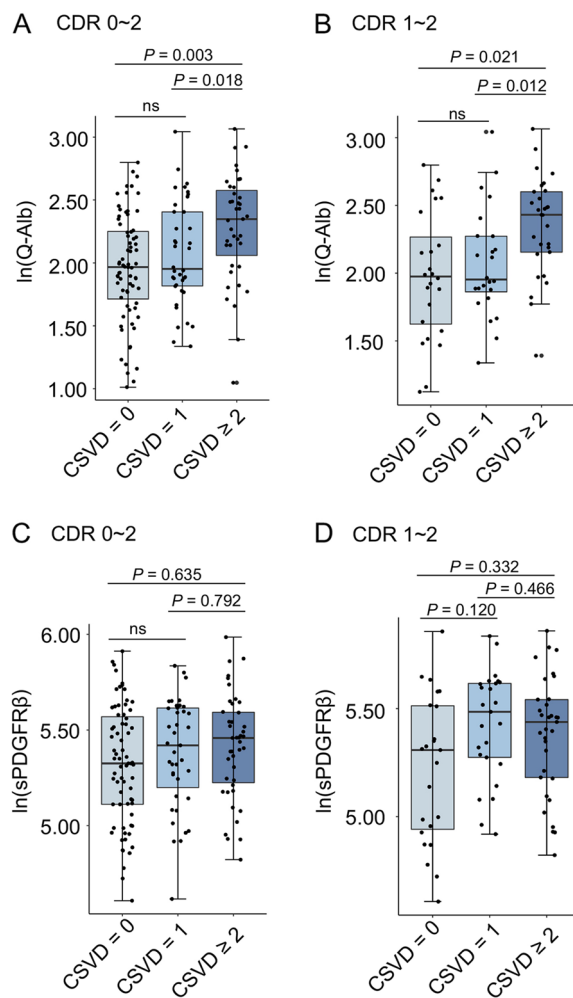 A CDR 0~2
P = 0.003
P = 0.018
ns
3.00
2.50
2.00
1.50
1.00
ln(Q-Alb)
CSVD = 0
CSVD = 1
CSVD ≥ 2
B CDR 1~2
P = 0.021
P = 0.012
ns
3.00
2.50
2.00
1.50
ln(Q-Alb)
CSVD = 0
CSVD = 1
CSVD ≥ 2
C CDR 0~2
P = 0.635
P = 0.792
ns
6.00
5.50
5.00
ln(sPDGFRβ)
CSVD = 0
CSVD = 1
CSVD ≥ 2
D CDR 1~2
P = 0.332
P = 0.466
P = 0.120
5.50
5.00
ln(sPDGFRβ)
CSVD = 0
CSVD = 1
CSVD ≥ 2